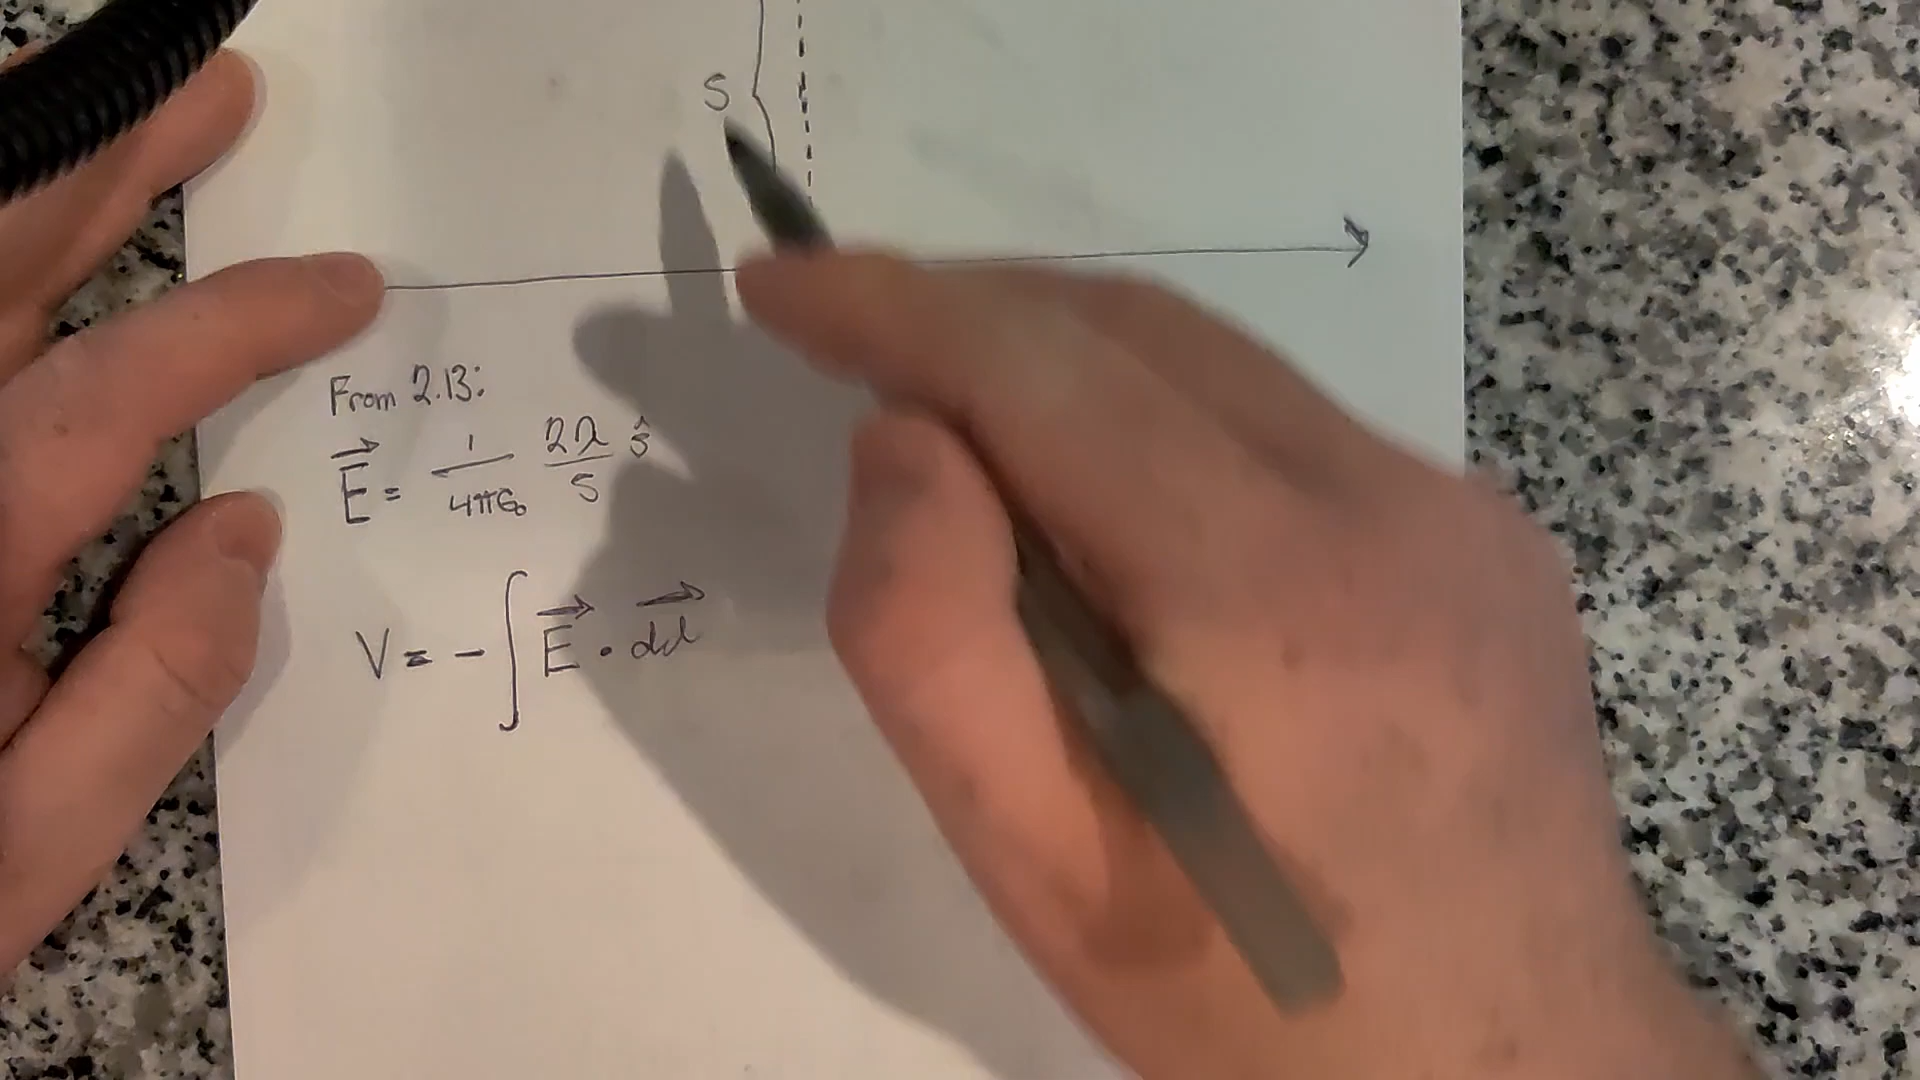 S
From 2.13:
E⃗ = 1/4πϵ₀ 2λ/s ŝ
V = - ∫ E⃗ · dl⃗